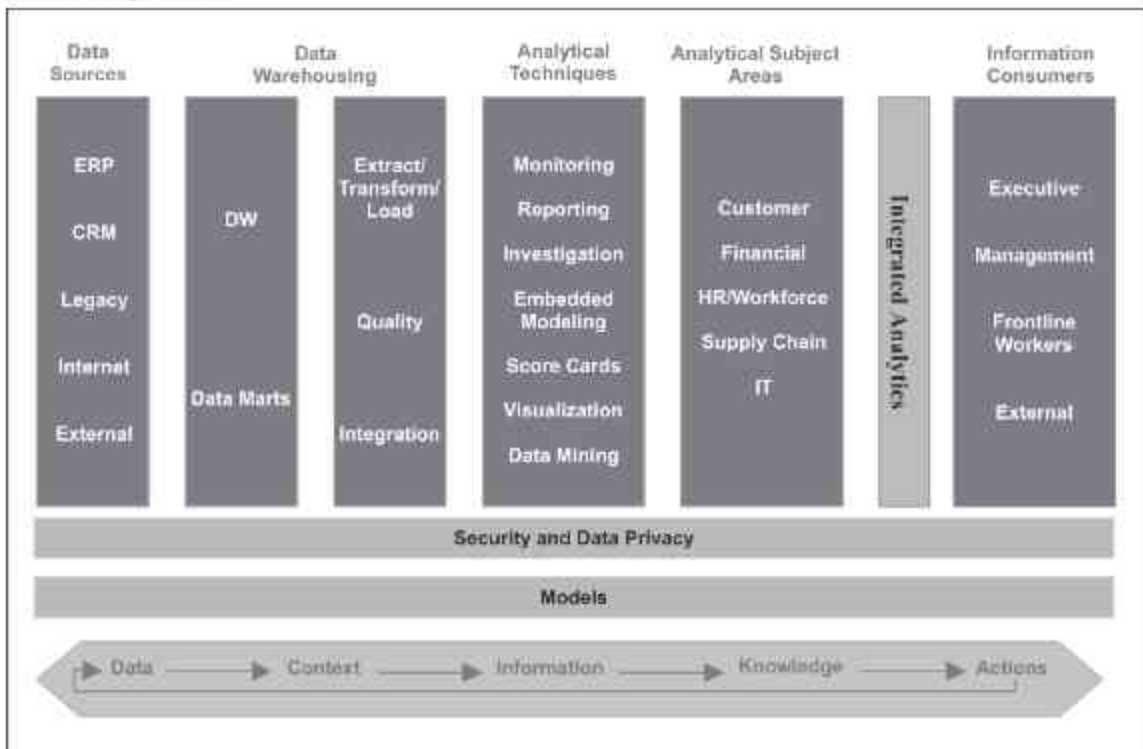 Data
Sources
Data
Warehousing
Analytical
Techniques
Analytical Subject
Areas
Information
Consumers
ERP
CRM
Legacy
Internet
External
DW
Data Marts
Extract/
Transform/
Load
Quality
Integration
Monitoring
Reporting
Investigation
Embedded
Modeling
Score Cards
Visualization
Data Mining
Customer
Financial
HR/Workforce
Supply Chain
IT
Integrated Analytics
Executive
Management
Frontline
Workers
External
Security and Data Privacy
Models
Data Context Information Knowledge Actions